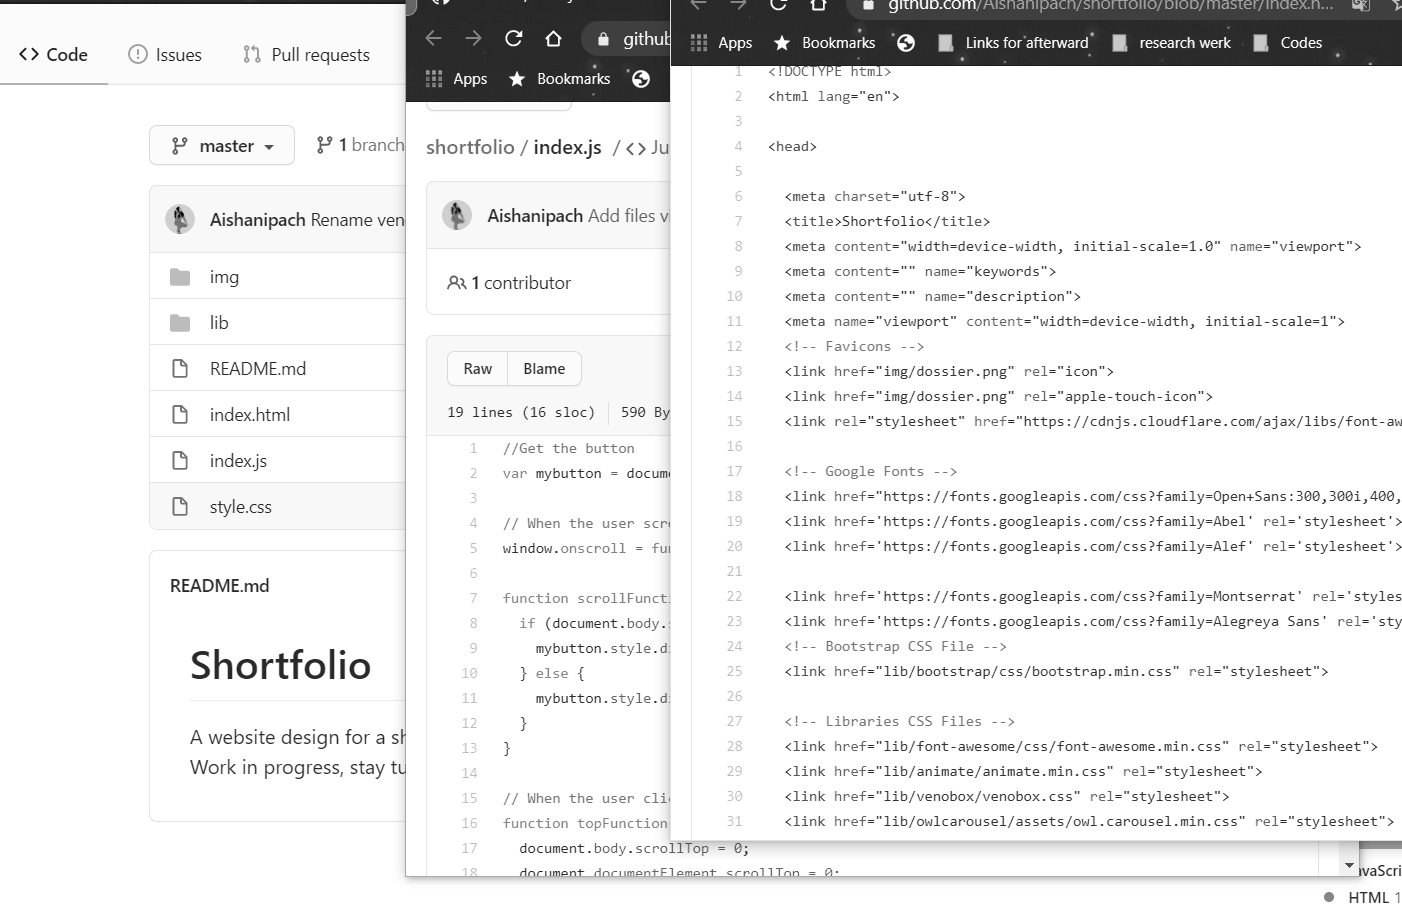 Code
Issues
Pull requests
master
1 branch
Aishanipach Rename ven
img
lib
README.md
index.html
index.js
style.css
README.md
Shortfolio
A website design for a sh
Work in progress, stay tu
github
Apps
Bookmarks
shortfolio / index.js / <> Ju
Aishanipach Add files vi
1 contributor
Raw
Blame
19 lines (16 sloc)
590 By
1 //Get the button
2 var mybutton = docume
3
4 // When the user scro
5 window.onscroll = fun
6
7 function scrollFuncti
8 if (document.body.s
9 mybutton.style.di
10 } else {
11 mybutton.style.di
12 }
13 }
14
15 // When the user clic
16 function topFunction
17 document.body.scrollTop = 0;
18 document.documentElement.scrollTop = 0;
github.com/Aishanipach/shortfolio/blob/master/index.h...
Apps
Bookmarks
Links for afterward
research werk
Codes
1 <!DOCTYPE html>
2 <html lang="en">
3
4 <head>
5
6 <meta charset="utf-8">
7 <title>Shortfolio</title>
8 <meta content="width=device-width, initial-scale=1.0" name="viewport">
9 <meta content="" name="keywords">
10 <meta content="" name="description">
11 <meta name="viewport" content="width=device-width, initial-scale=1">
12 <!-- Favicons -->
13 <link href="img/dossier.png" rel="icon">
14 <link href="img/dossier.png" rel="apple-touch-icon">
15 <link rel="stylesheet" href="https://cdnjs.cloudflare.com/ajax/libs/font-aw
16
17 <!-- Google Fonts -->
18 <link href="https://fonts.googleapis.com/css?family=Open+Sans:300,300i,400,
19 <link href='https://fonts.googleapis.com/css?family=Abel' rel='stylesheet'>
20 <link href='https://fonts.googleapis.com/css?family=Alef' rel='stylesheet'>
21
22 <link href='https://fonts.googleapis.com/css?family=Montserrat' rel='styles
23 <link href='https://fonts.googleapis.com/css?family=Alegreya Sans' rel='sty
24 <!-- Bootstrap CSS File -->
25 <link href="lib/bootstrap/css/bootstrap.min.css" rel="stylesheet">
26
27 <!-- Libraries CSS Files -->
28 <link href="lib/font-awesome/css/font-awesome.min.css" rel="stylesheet">
29 <link href="lib/animate/animate.min.css" rel="stylesheet">
30 <link href="lib/venobox/venobox.css" rel="stylesheet">
31 <link href="lib/owlcarousel/assets/owl.carousel.min.css" rel="stylesheet">
avaScri
HTML 1